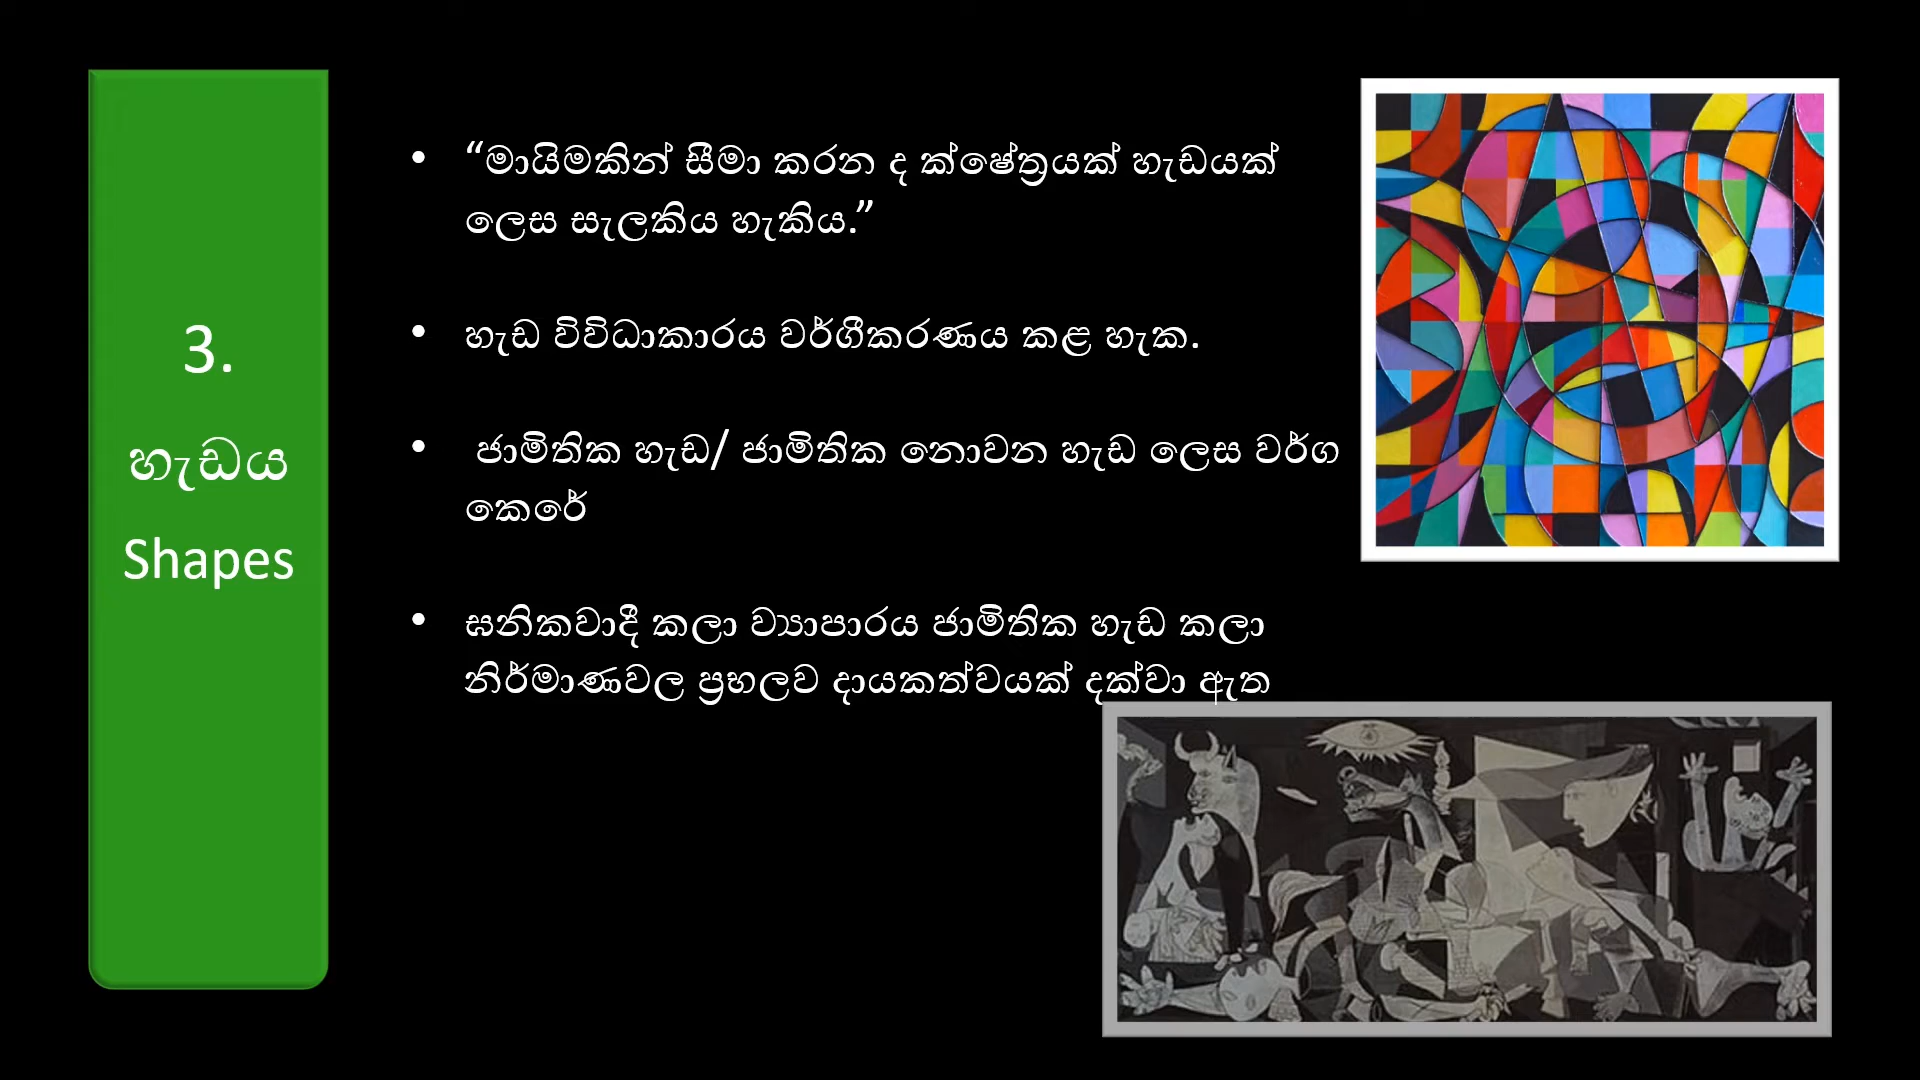 3.
හැඩය
Shapes
• “මායිමකින් සීමා කරන ද ක්ෂේත්‍රයක් හැඩයක්
ලෙස සැලකිය හැකිය.”
• හැඩ විවිධාකාරය වර්ගීකරණය කළ හැක.
• ජාමිතික හැඩ/ ජාමිතික නොවන හැඩ ලෙස වර්ග
කෙරේ
• ඝනිකවාදී කලා ව්‍යාපාරය ජාමිතික හැඩ කලා
නිර්මාණවල ප්‍රභලව දායකත්වයක් දක්වා ඇත